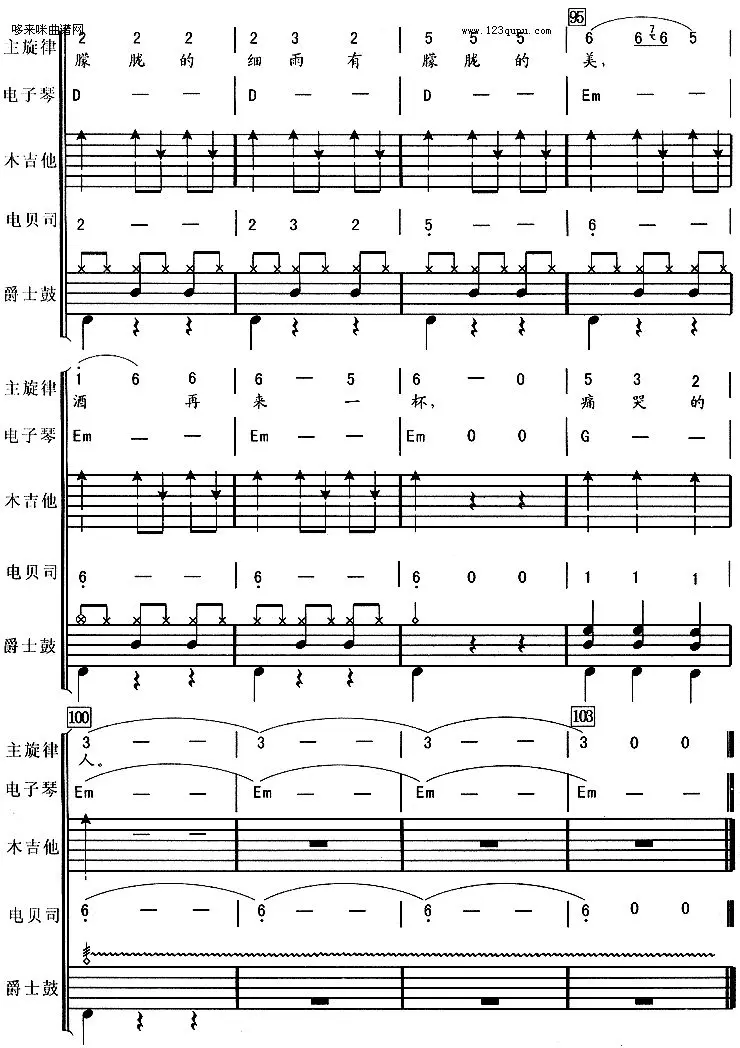 哆来咪曲谱网 www.123qupu.com
95
主旋律 2 2 2 | 2 3 2 | 5 5 5 | 6 6 7 6 5
朦胧的 细雨有 朦胧的 美,
电子琴 D — — | D — — | D — — | Em — —
木吉他
电贝司 2 — — | 2 3 2 | 5 — — | 6 — —
爵士鼓
主旋律 1 6 6 | 6 — 5 | 6 — 0 | 5 3 2
酒 再 来 一 杯, 痛哭的
电子琴 Em — — | Em — — | Em 0 0 | G — —
木吉他
电贝司 6 — — | 6 — — | 6 0 0 | 1 1 1
爵士鼓
100 103
主旋律 3 — — | 3 — — | 3 — — | 3 0 0
人。
电子琴 Em — — | Em — — | Em — — | Em — —
木吉他
电贝司 6 — — | 6 — — | 6 — — | 6 0 0
爵士鼓